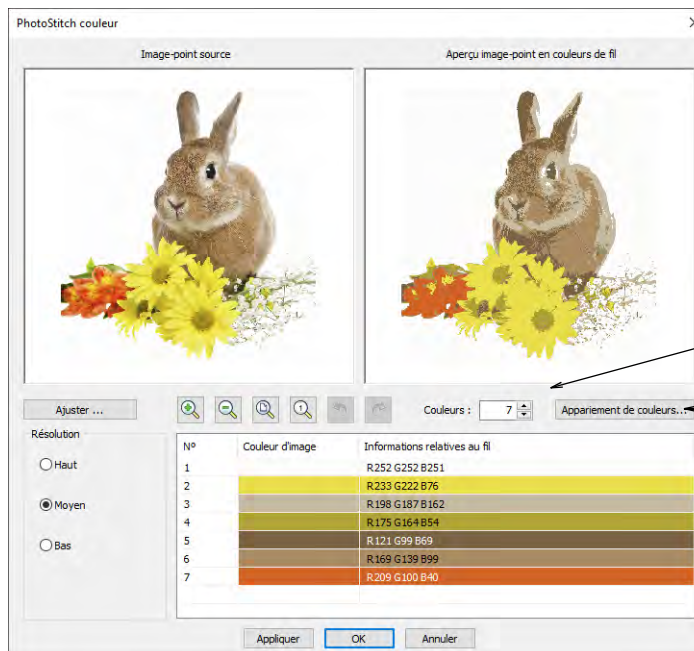 PhotoStitch couleur
Image-point source
Aperçu image-point en couleurs de fil
Ajuster ...
1
Couleurs :
7
Appariement de couleurs...
Résolution
Haut
Moyen
Bas
Nº Couleur d'image Informations relatives au fil
1 R252 G252 B251
2 R233 G222 B76
3 R198 G187 B162
4 R175 G164 B54
5 R121 G99 B69
6 R169 G139 B99
7 R209 G100 B40
Appliquer OK Annuler